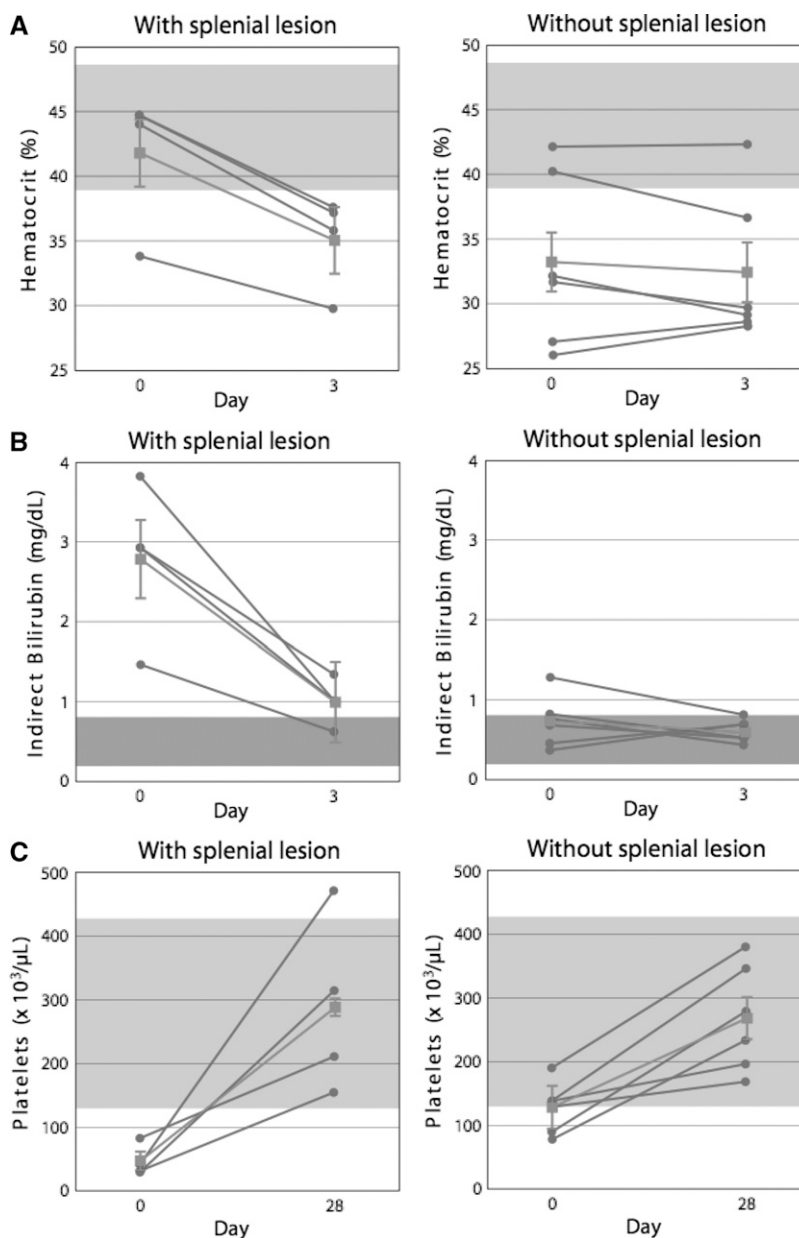 A
With splenial lesion
Without splenial lesion
Hematocrit (%)
50
45
40
35
30
25
0
3
Day
Hematocrit (%)
50
45
40
35
30
25
0
3
Day
B
With splenial lesion
Without splenial lesion
Indirect Bilirubin (mg/dL)
4
3
2
1
0
0
3
Day
Indirect Bilirubin (mg/dL)
4
3
2
1
0
0
3
Day
C
With splenial lesion
Without splenial lesion
Platelets (x 10³/µL)
500
400
300
200
100
0
0
28
Day
Platelets (x 10³/µL)
500
400
300
200
100
0
0
28
Day